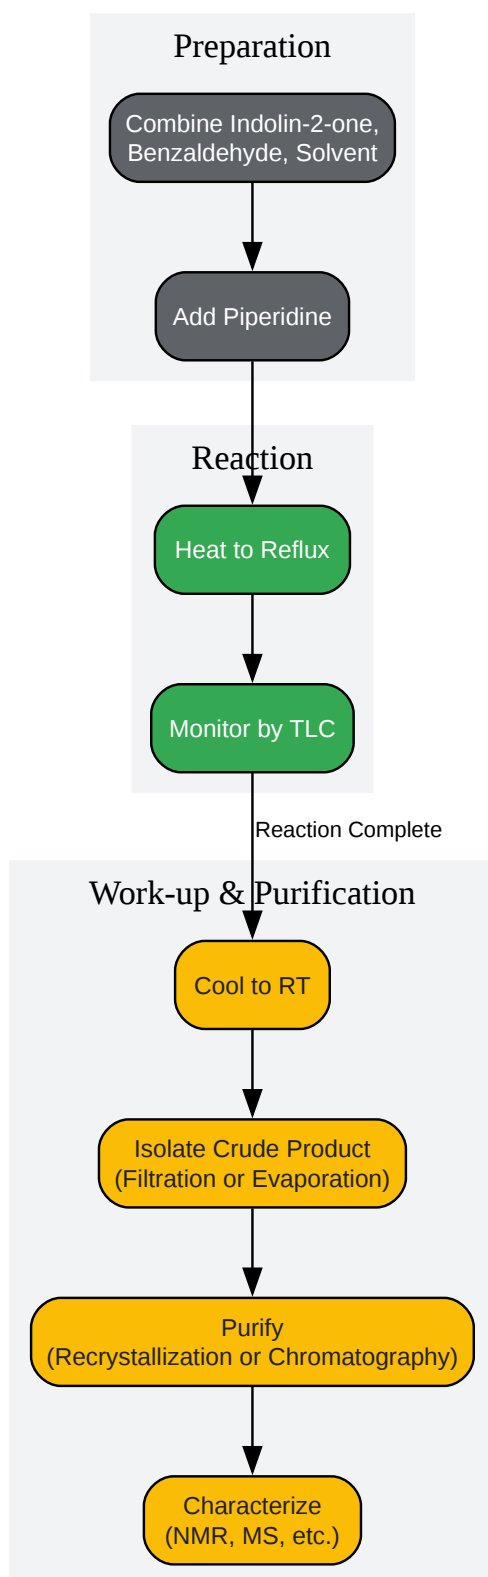 Preparation
Combine Indolin-2-one,
Benzaldehyde, Solvent
Add Piperidine
Reaction
Heat to Reflux
Monitor by TLC
Reaction Complete
Work-up & Purification
Cool to RT
Isolate Crude Product
(Filtration or Evaporation)
Purify
(Recrystallization or Chromatography)
Characterize
(NMR, MS, etc.)